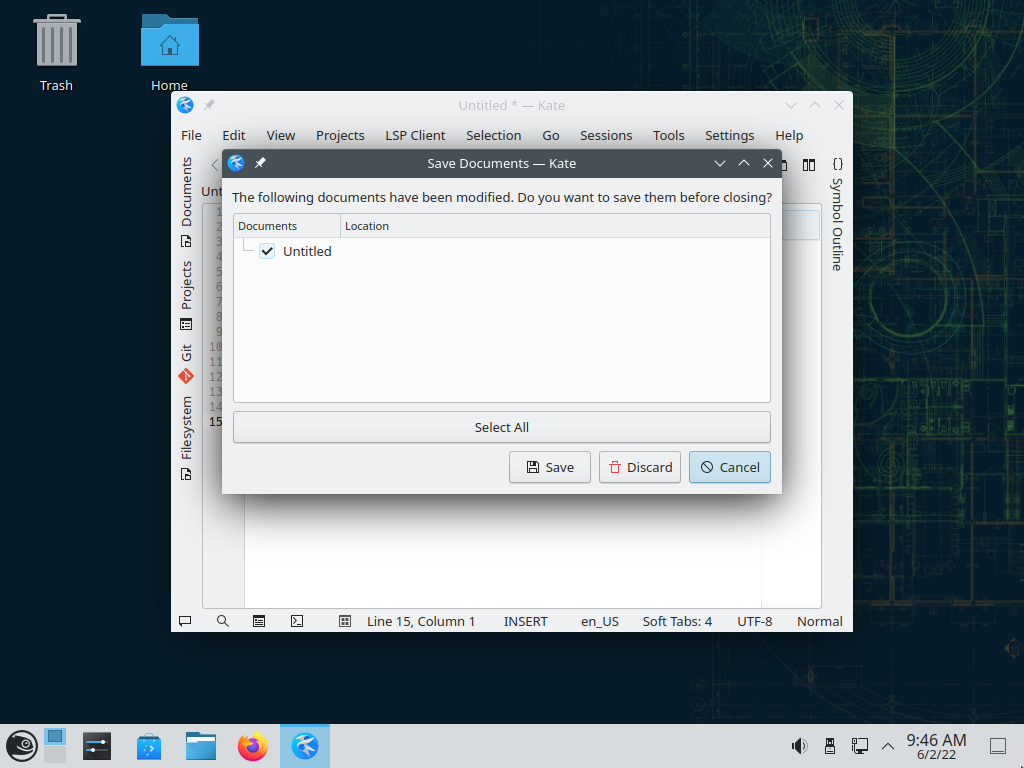 Trash
Home
Untitled * — Kate
File Edit View Projects LSP Client Selection Go Sessions Tools Settings Help
Save Documents — Kate
The following documents have been modified. Do you want to save them before closing?
Documents Location
Untitled
Select All
Save Discard Cancel
Documents
Projects
Git
Filesystem
Unt
1
2
3
4
5
6
7
8
9
10
11
12
13
14
15
{} Symbol Outline
Line 15, Column 1 INSERT en_US Soft Tabs: 4 UTF-8 Normal
9:46 AM
6/2/22